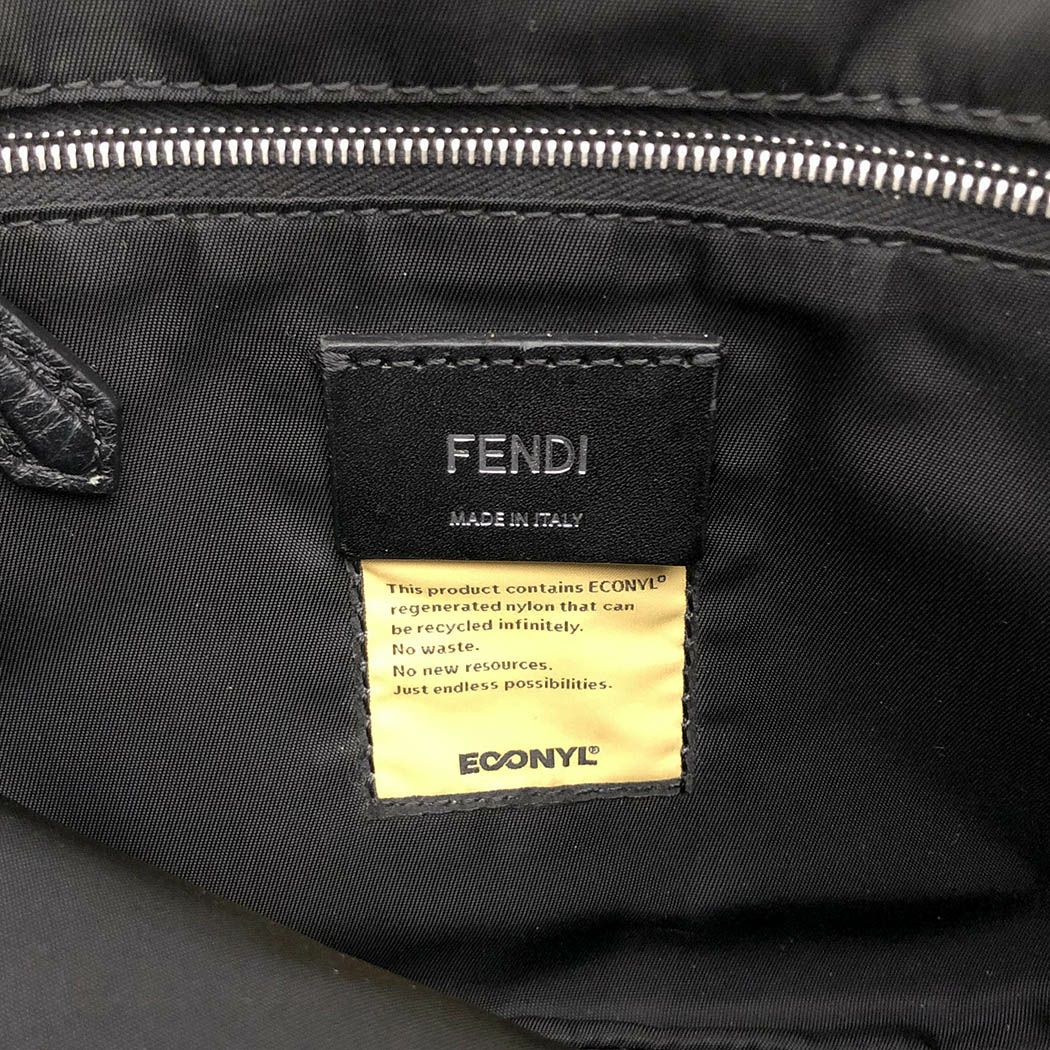 FENDI
MADE IN ITALY
This product contains ECONYL®
regenerated nylon that can
be recycled infinitely.
No waste.
No new resources.
Just endless possibilities.
ECONYL®